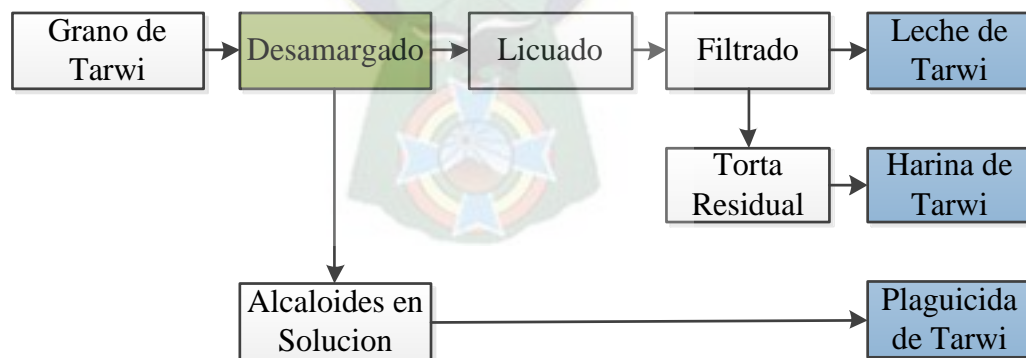 Grano de
Tarwi
Desamargado
Licuado
Filtrado
Leche de
Tarwi
Torta
Residual
Harina de
Tarwi
Alcaloides en
Solucion
Plaguicida
de Tarwi